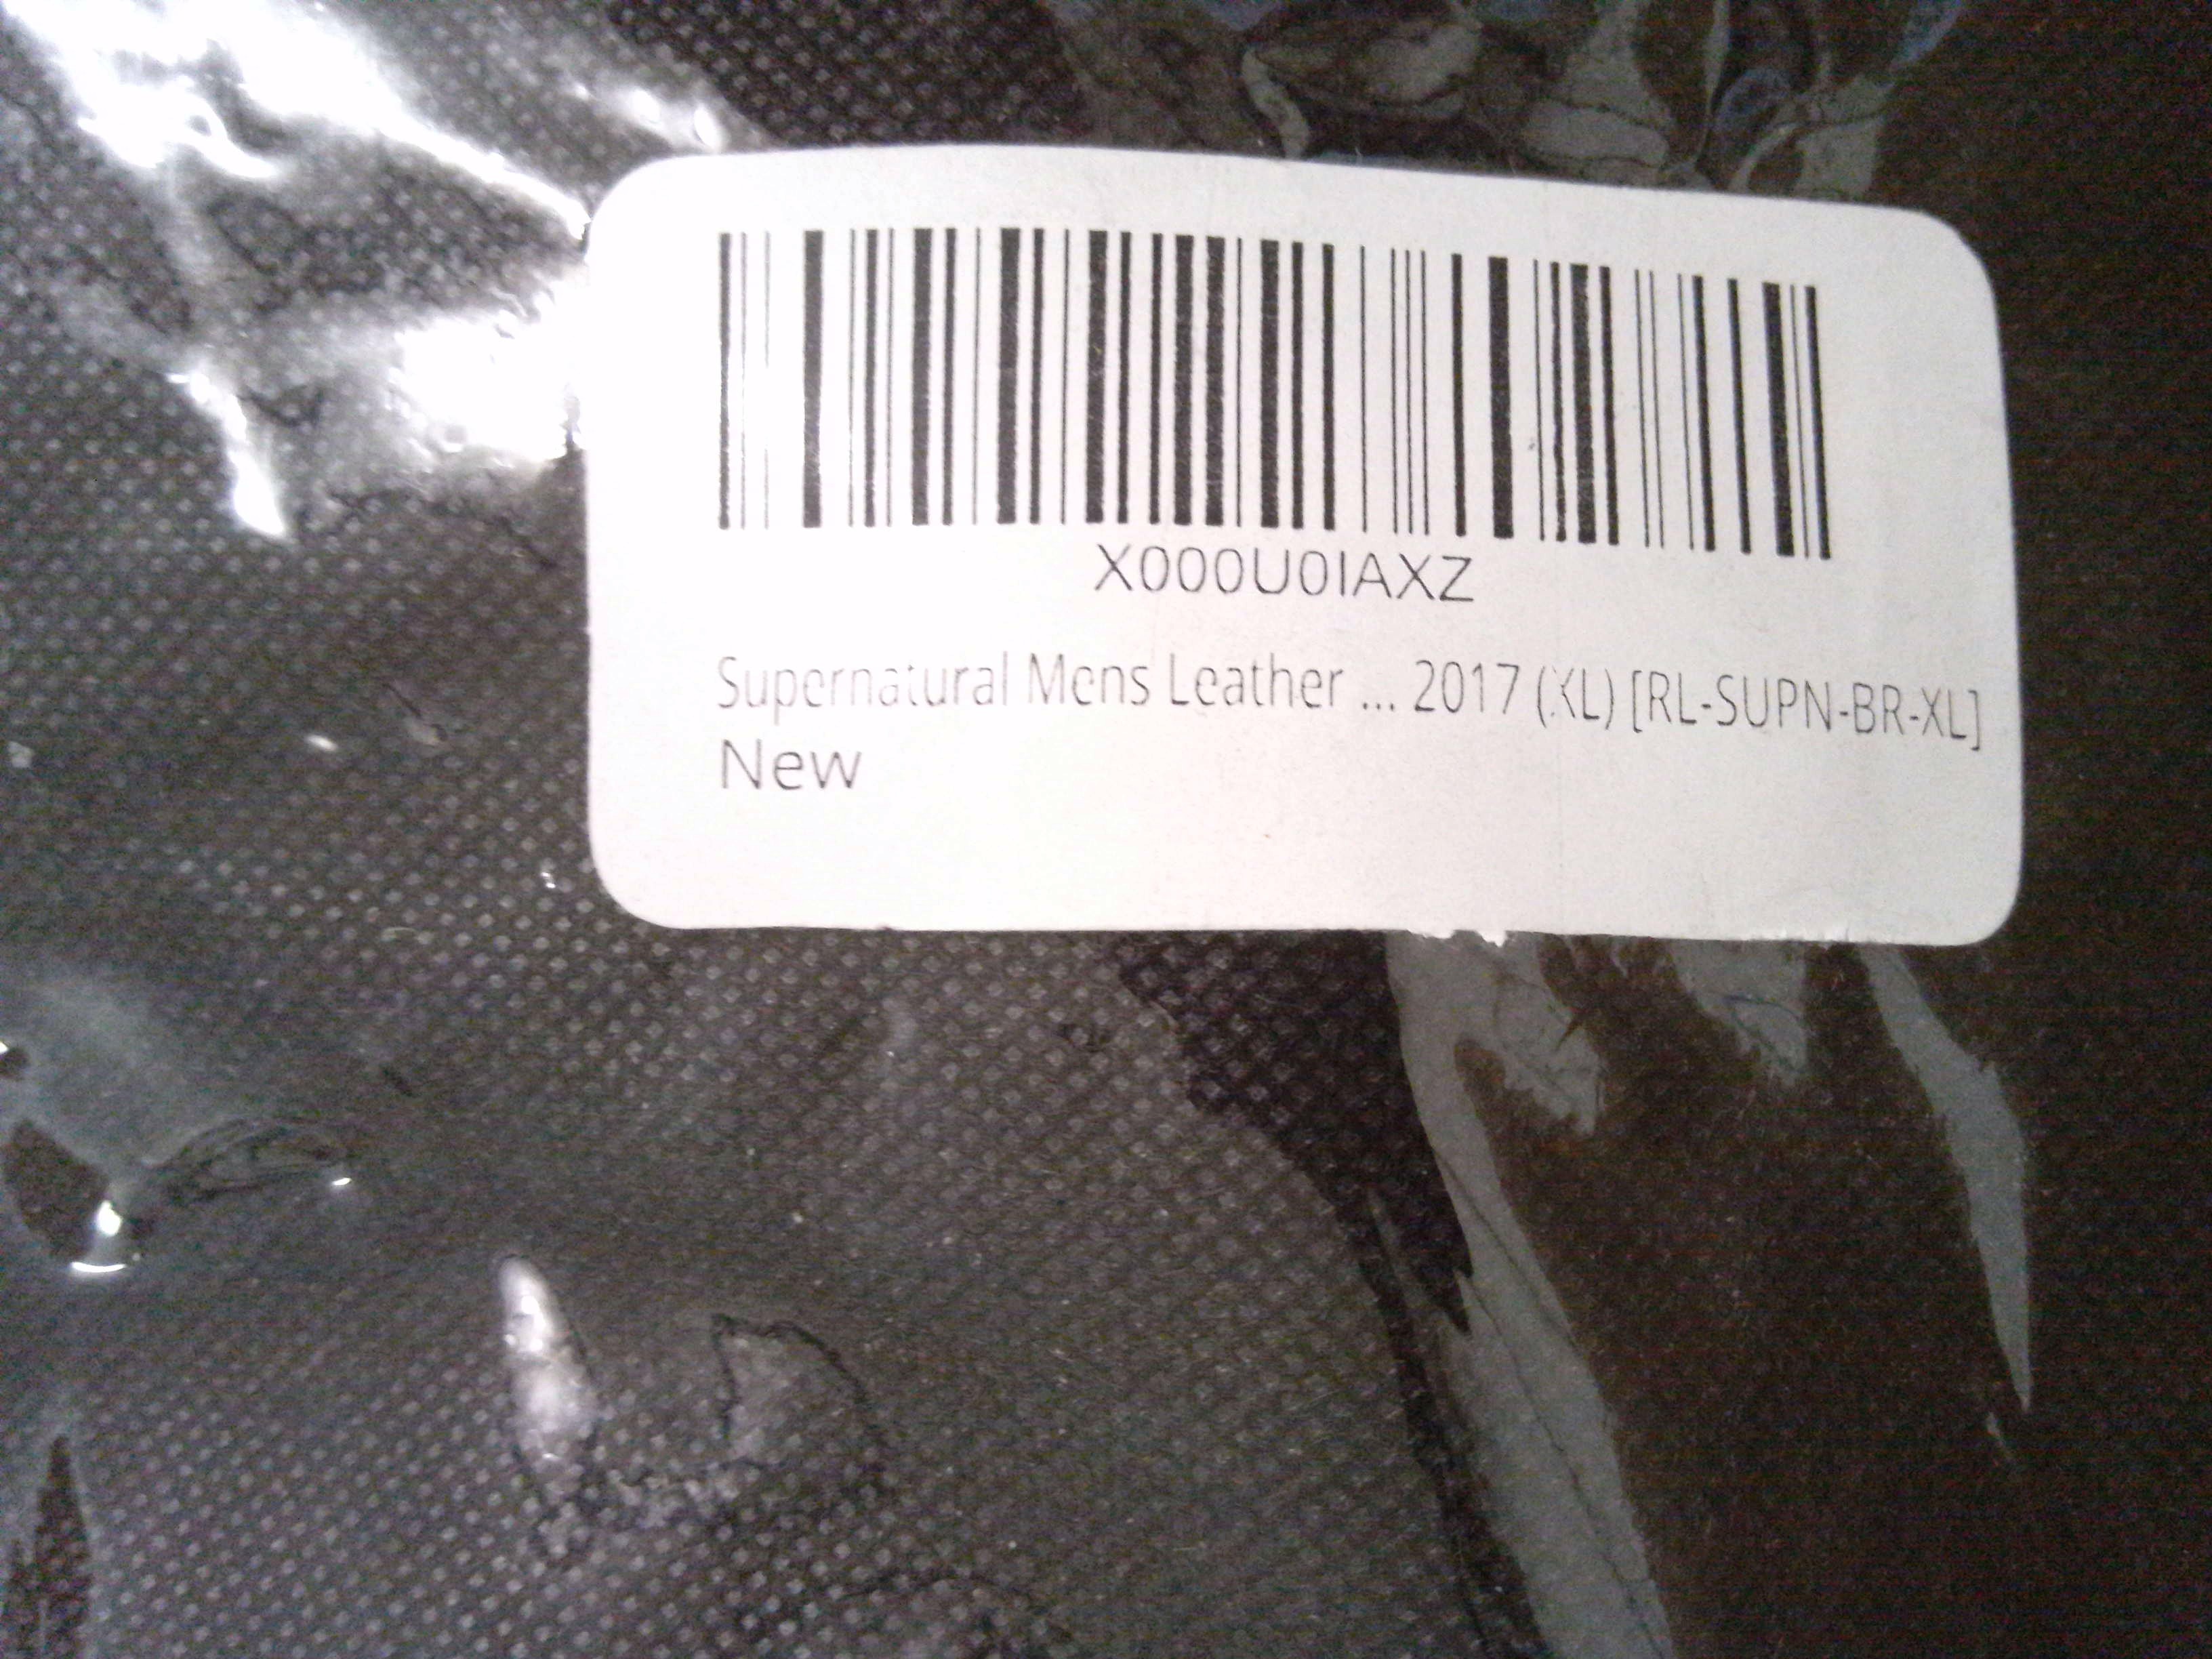 X000U0IAXZ
Supernatural Mens Leather ... 2017 (XL) [RL-SUPN-BR-XL]
New